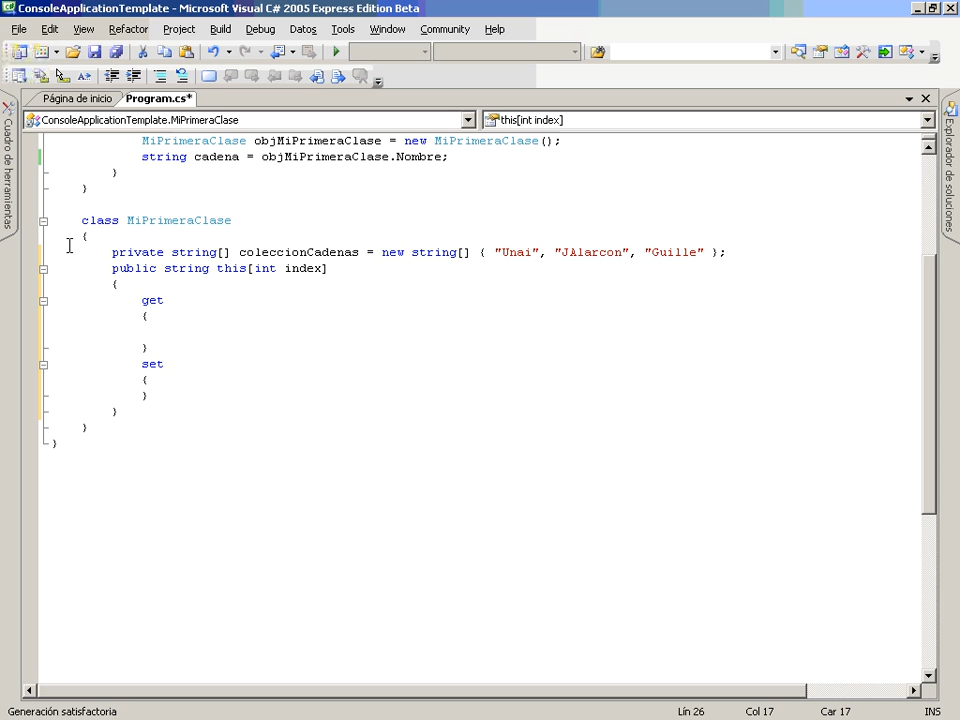 ConsoleApplicationTemplate - Microsoft Visual C# 2005 Express Edition Beta
File Edit View Refactor Project Build Debug Datos Tools Window Community Help
Página de inicio Program.cs*
ConsoleApplicationTemplate.MiPrimeraClase this[int index]
Cuadro de herramientas
Explorador de soluciones
MiPrimeraClase objMiPrimeraClase = new MiPrimeraClase();
string cadena = objMiPrimeraClase.Nombre;
}
}
class MiPrimeraClase
{
private string[] coleccionCadenas = new string[] { "Unai", "JAlarcon", "Guille" };
public string this[int index]
{
get
{
}
set
{
}
}
}
}
Generación satisfactoria Lín 26 Col 17 Car 17 INS